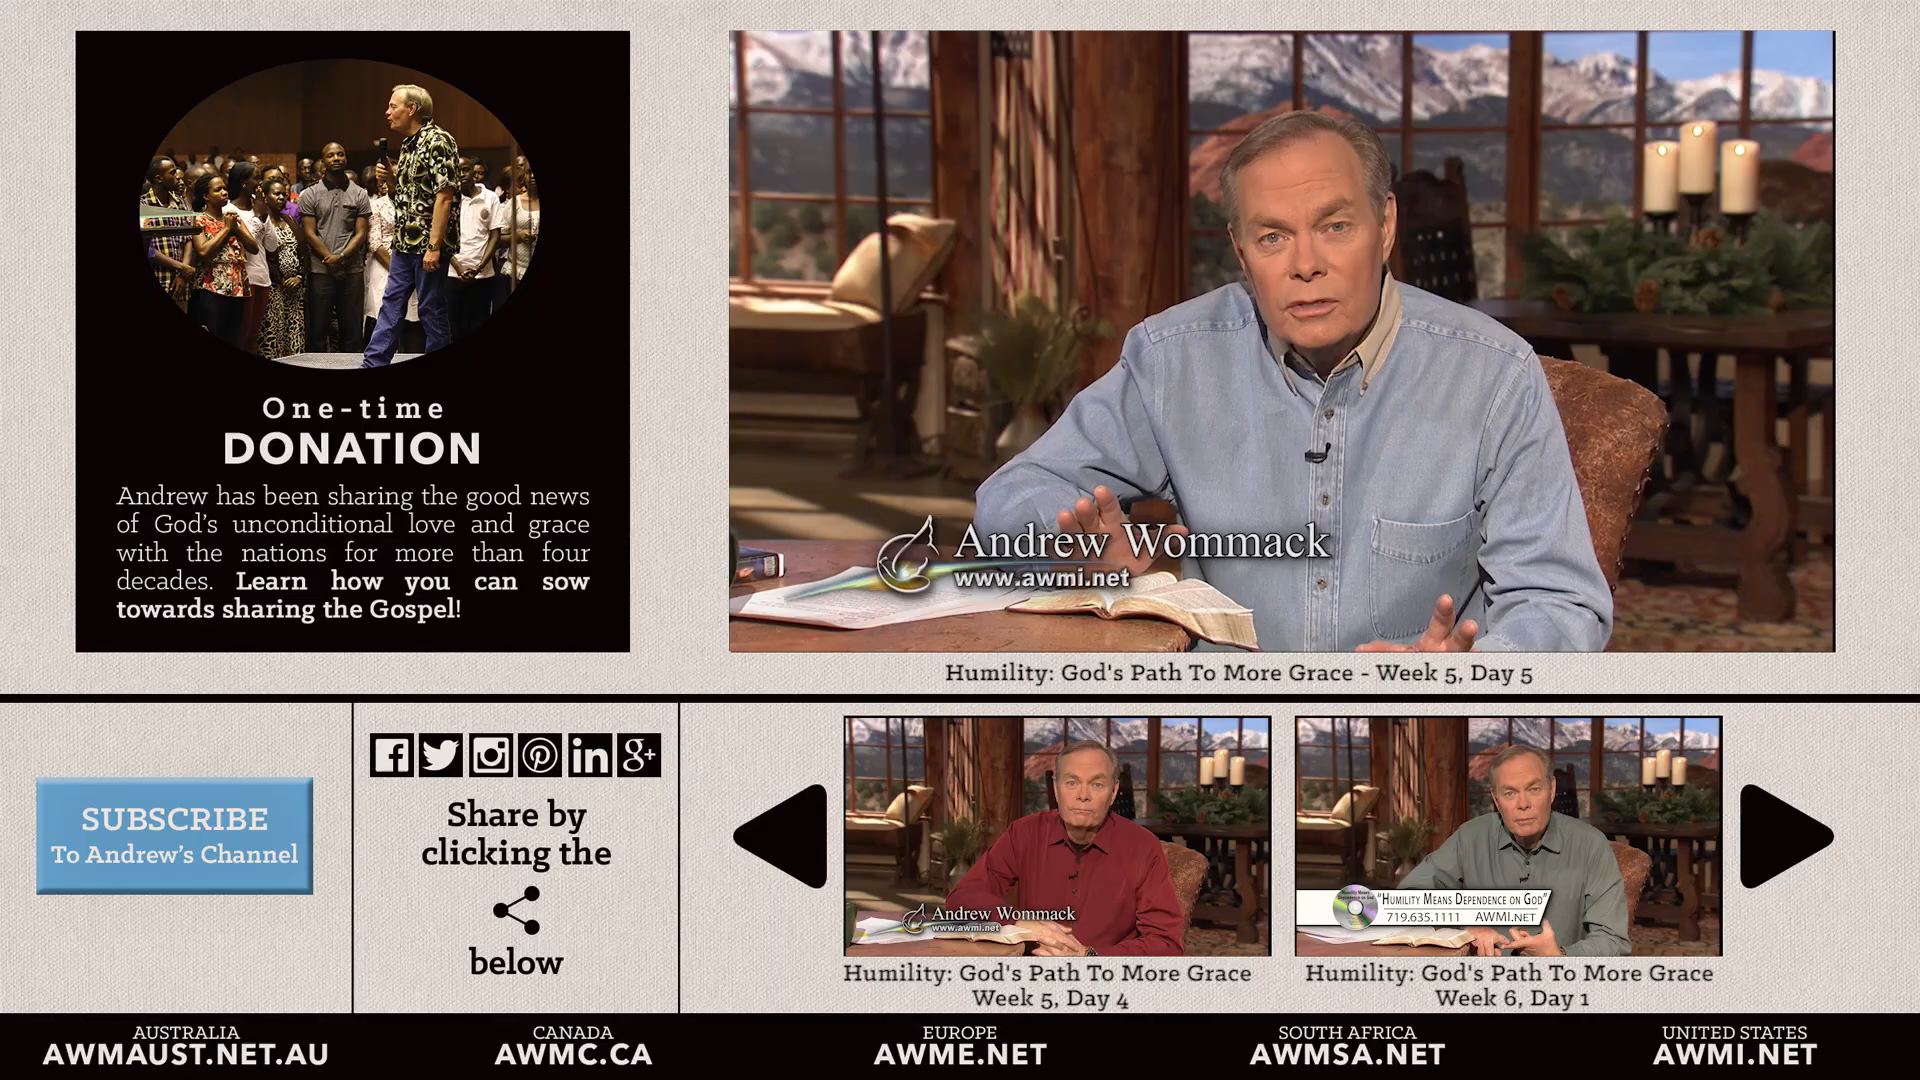 One-time
DONATION
Andrew has been sharing the good news
of God's unconditional love and grace
with the nations for more than four
decades. Learn how you can sow
towards sharing the Gospel!
Andrew Wommack
www.awmi.net
Humility: God's Path To More Grace - Week 5, Day 5
SUBSCRIBE
To Andrew's Channel
Share by
clicking the
below
Andrew Wommack
www.awmi.net
Humility: God's Path To More Grace
Week 5, Day 4
"Humility Means Dependence on God"
719.635.1111 AWMI.NET
Humility: God's Path To More Grace
Week 6, Day 1
AUSTRALIA
AWMAUST.NET.AU
CANADA
AWMC.CA
EUROPE
AWME.NET
SOUTH AFRICA
AWMSA.NET
UNITED STATES
AWMI.NET